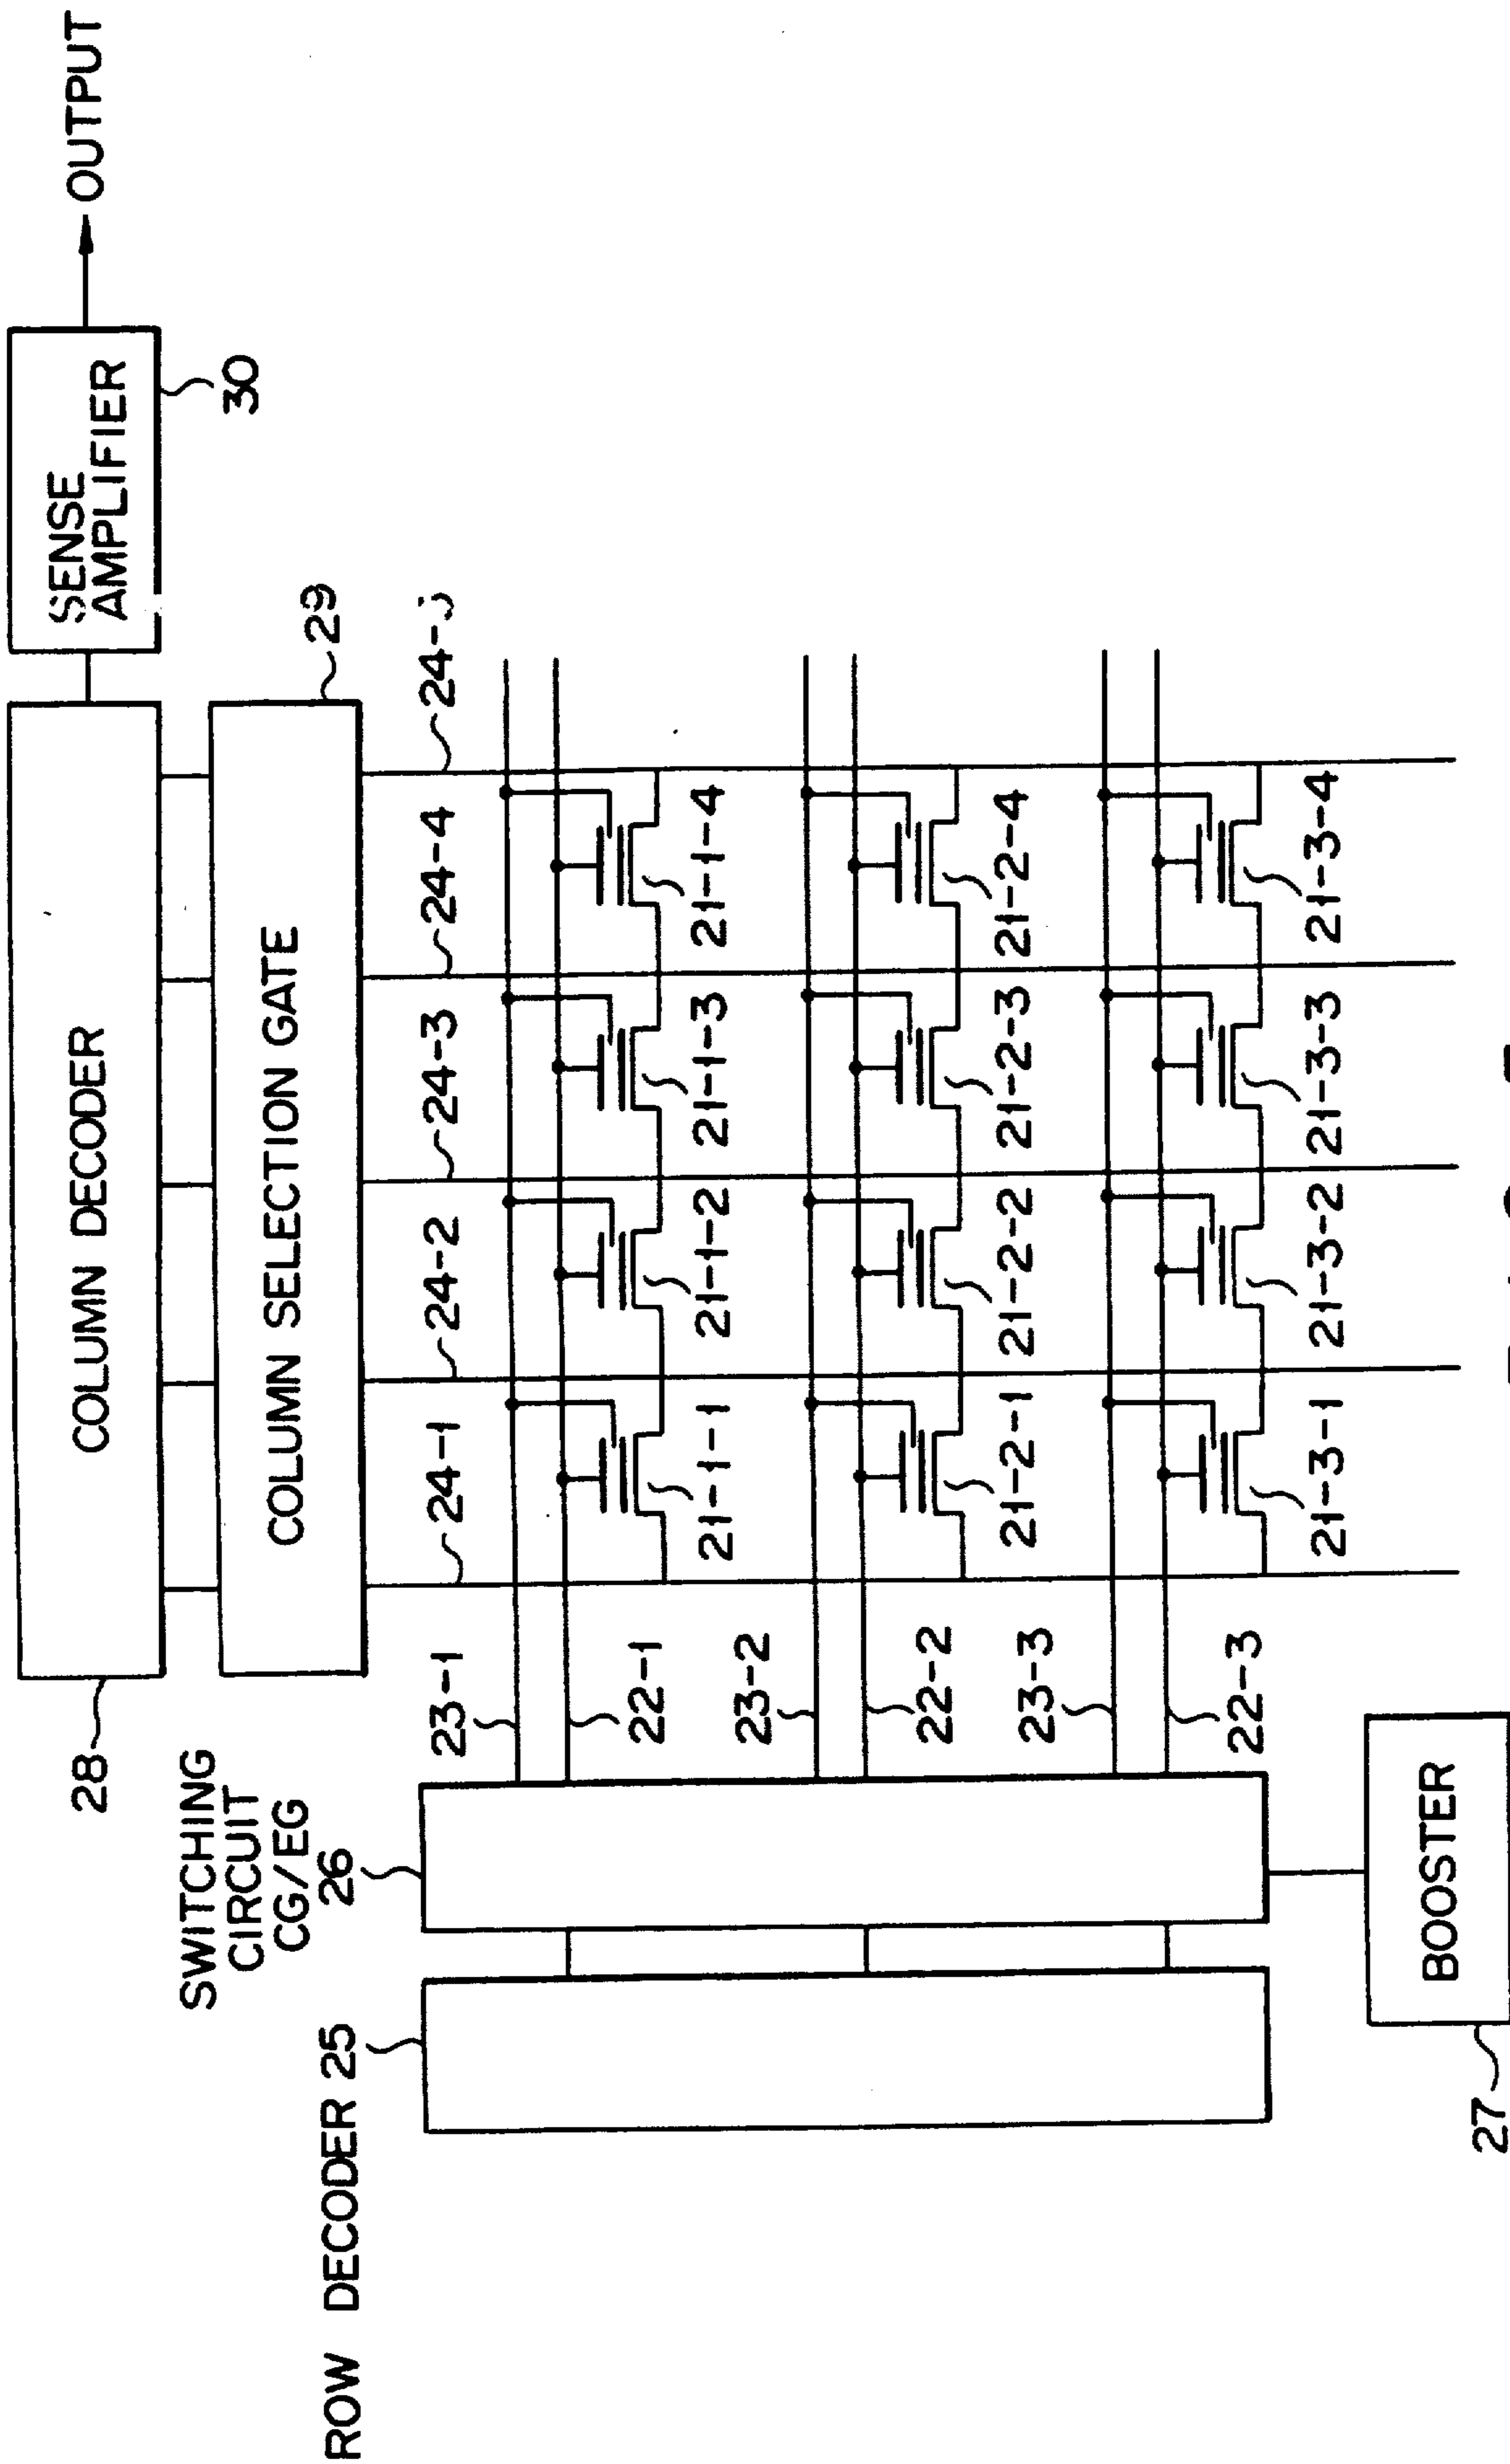 OUTPUT
SENSE
AMPLIFIER
30
COLUMN DECODER
28
COLUMN SELECTION GATE
29
SWITCHING
CIRCUIT
CG/EG
26
ROW DECODER 25
24-1
24-2
24-3
24-4
23-1
22-1
21-1-1
21-1-2
21-1-3
21-1-4
23-2
22-2
21-2-1
21-2-2
21-2-3
21-2-4
23-3
22-3
21-3-1
21-3-2
21-3-3
21-3-4
BOOSTER
27